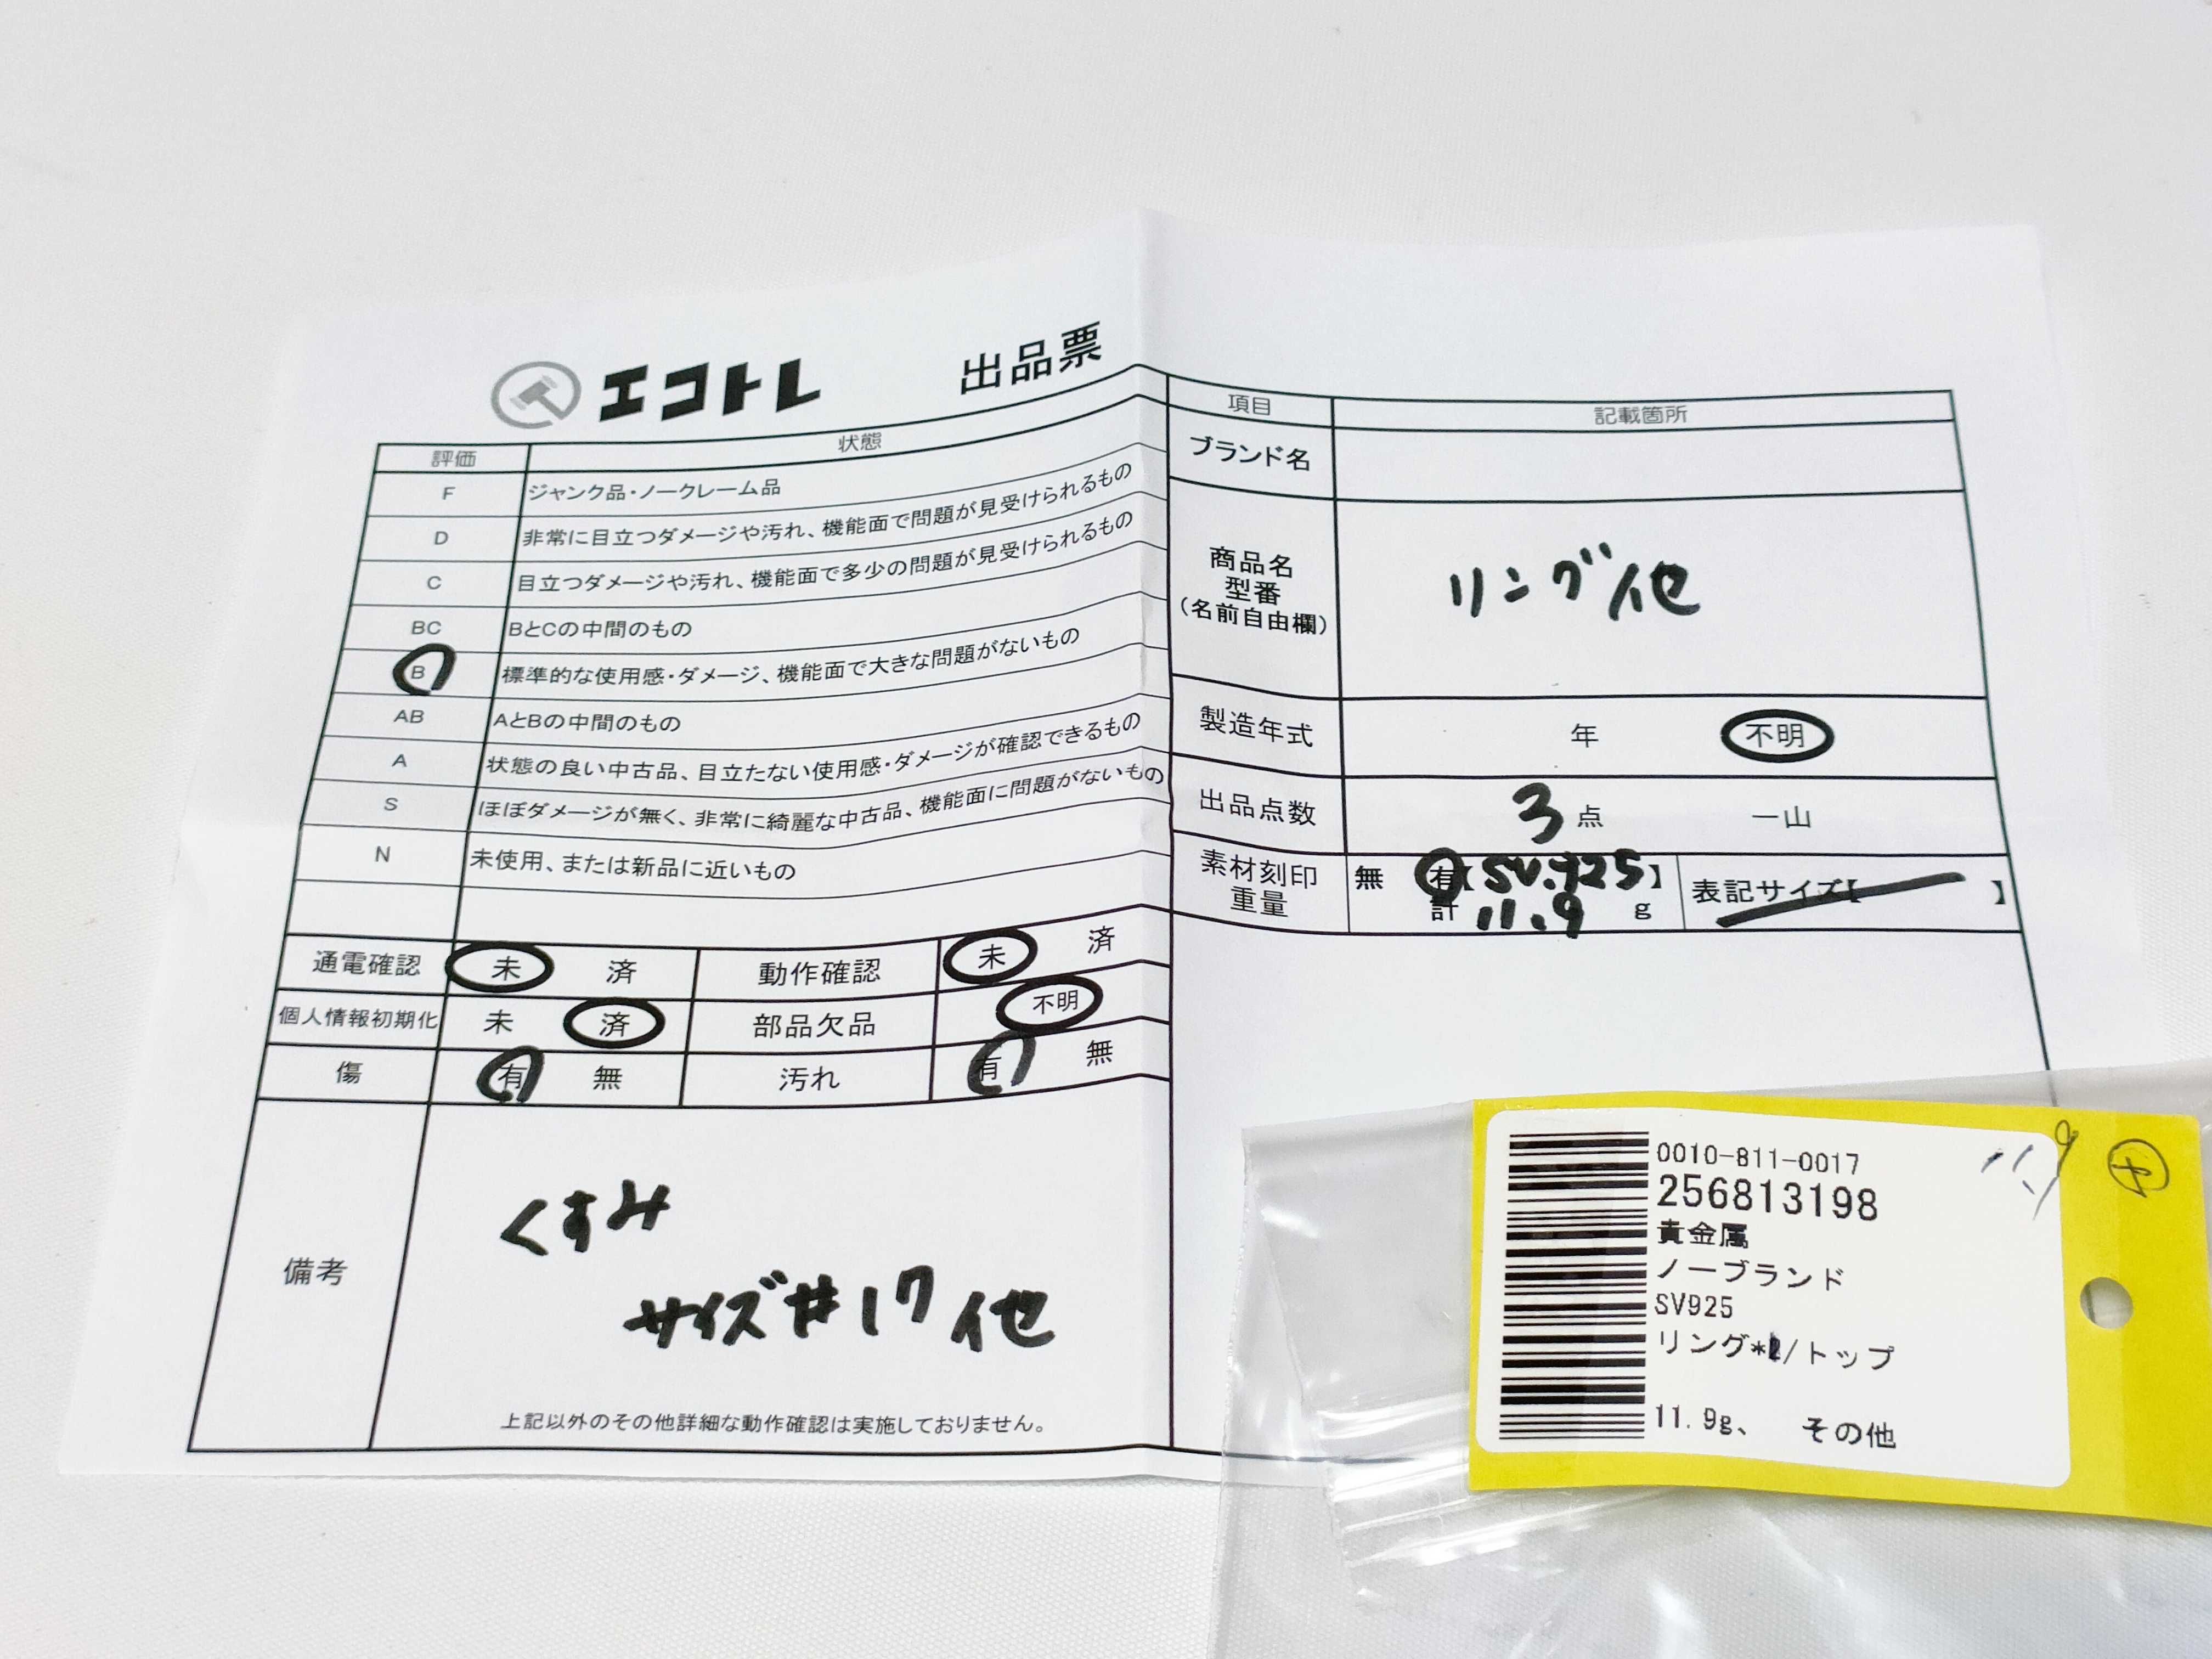 エコトレ 出品票
評価 状態
F ジャンク品・ノークレーム品
D 非常に目立つダメージや汚れ、機能面で問題が見受けられるもの
C 目立つダメージや汚れ、機能面で多少の問題が見受けられるもの
BC BとCの中間のもの
B 標準的な使用感・ダメージ、機能面で大きな問題がないもの
AB AとBの中間のもの
A 状態の良い中古品、目立たない使用感・ダメージが確認できるもの
S ほぼダメージが無く、非常に綺麗な中古品、機能面に問題がないもの
N 未使用、または新品に近いもの
通電確認 未 済 動作確認 未 済
個人情報初期化 未 済 部品欠品 不明
傷 有 無 汚れ 有 無
備考
くすみ
サイズ#17他
上記以外のその他詳細な動作確認は実施しておりません。
項目 記載箇所
ブランド名
商品名
型番
(名前自由欄)
リング他
製造年式 年 不明
出品点数 3点 一山
素材刻印
重量
無 有【SV.925】
計 11.9 g
表記サイズ【 】
0010-811-0017
256813198
貴金属
ノーブランド
SV925
リング*2/トップ
11.9g、 その他
11.9
ヤ